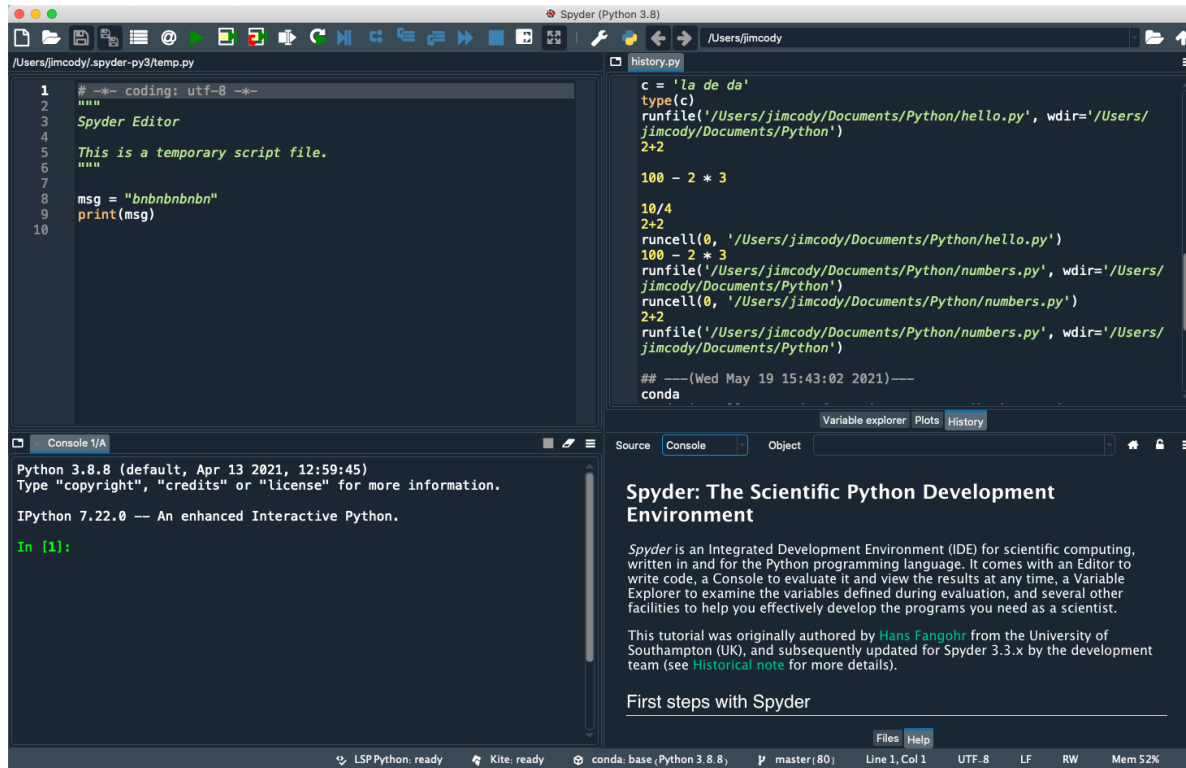 Spyder (Python 3.8)
/Users/jimcody
/Users/jimcody/.spyder-py3/temp.py
1 # -*- coding: utf-8 -*-
2 """
3 Spyder Editor
4
5 This is a temporary script file.
6 """
7
8 msg = "bnbnbnbnbn"
9 print(msg)
10
history.py
c = 'la de da'
type(c)
runfile('/Users/jimcody/Documents/Python/hello.py', wdir='/Users/
jimcody/Documents/Python')
2+2
100 - 2 * 3
10/4
2+2
runcell(0, '/Users/jimcody/Documents/Python/hello.py')
100 - 2 * 3
runfile('/Users/jimcody/Documents/Python/numbers.py', wdir='/Users/
jimcody/Documents/Python')
runcell(0, '/Users/jimcody/Documents/Python/numbers.py')
2+2
runfile('/Users/jimcody/Documents/Python/numbers.py', wdir='/Users/
jimcody/Documents/Python')
## ---(Wed May 19 15:43:02 2021)---
conda
Variable explorer Plots History
Console 1/A
Python 3.8.8 (default, Apr 13 2021, 12:59:45)
Type "copyright", "credits" or "license" for more information.
IPython 7.22.0 -- An enhanced Interactive Python.
In [1]:
Source Console Object
Spyder: The Scientific Python Development
Environment
Spyder is an Integrated Development Environment (IDE) for scientific computing,
written in and for the Python programming language. It comes with an Editor to
write code, a Console to evaluate it and view the results at any time, a Variable
Explorer to examine the variables defined during evaluation, and several other
facilities to help you effectively develop the programs you need as a scientist.
This tutorial was originally authored by Hans Fangohr from the University of
Southampton (UK), and subsequently updated for Spyder 3.3.x by the development
team (see Historical note for more details).
First steps with Spyder
Files Help
LSP Python: ready Kite: ready conda: base (Python 3.8.8) master [80] Line 1, Col 1 UTF-8 LF RW Mem 52%